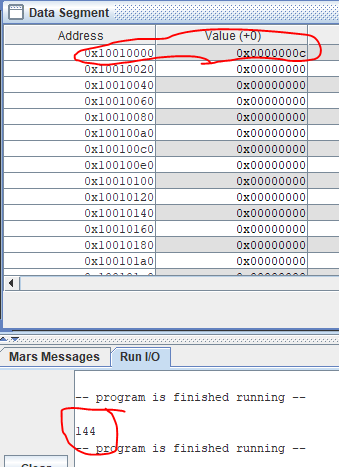 Data Segment
Address Value (+0)
0x10010000 0x0000000c
0x10010020 0x00000000
0x10010040 0x00000000
0x10010060 0x00000000
0x10010080 0x00000000
0x100100a0 0x00000000
0x100100c0 0x00000000
0x100100e0 0x00000000
0x10010100 0x00000000
0x10010120 0x00000000
0x10010140 0x00000000
0x10010160 0x00000000
0x10010180 0x00000000
0x100101a0 0x00000000
Mars Messages Run I/O
-- program is finished running --
144
-- program is finished running --
Clear